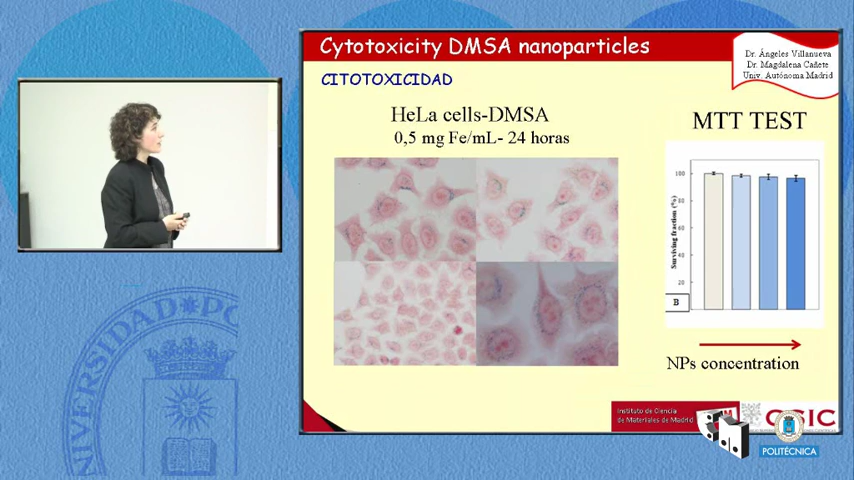 Cytotoxicity DMSA nanoparticles
Dr. Ángeles Villanueva
Dr. Magdalena Cañete
Univ. Autónoma Madrid
CITOTOXICIDAD
HeLa cells-DMSA
0,5 mg Fe/mL- 24 horas
MTT TEST
Surviving fraction (%)
100
80
60
40
20
B
NPs concentration
Instituto de Ciencia
de Materiales de Madrid
CSIC
POLITÉCNICA
UNIVERSIDAD PO